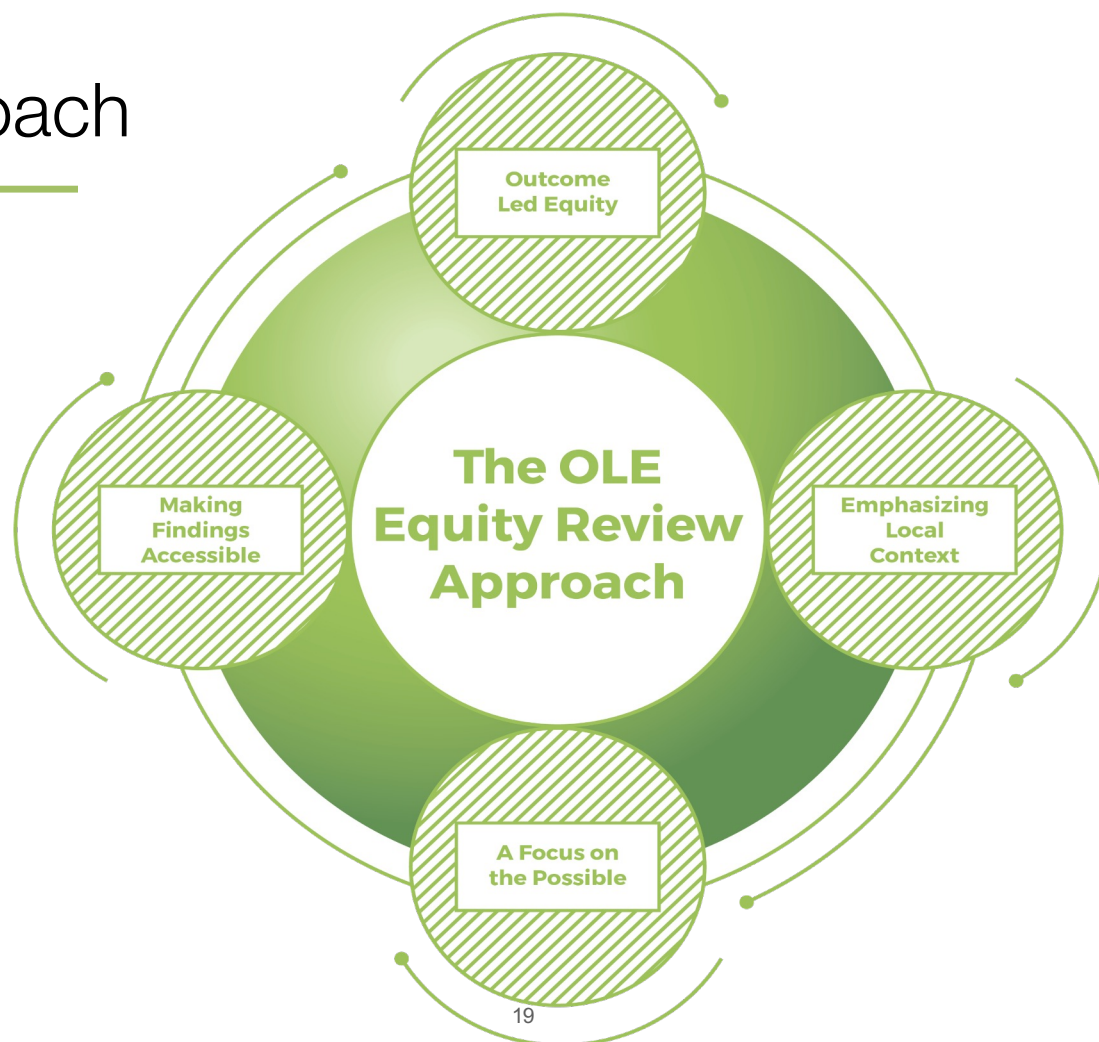 oach
Outcome
Led Equity
The OLE
Equity Review
Approach
Making
Findings
Accessible
Emphasizing
Local
Context
A Focus on
the Possible
19